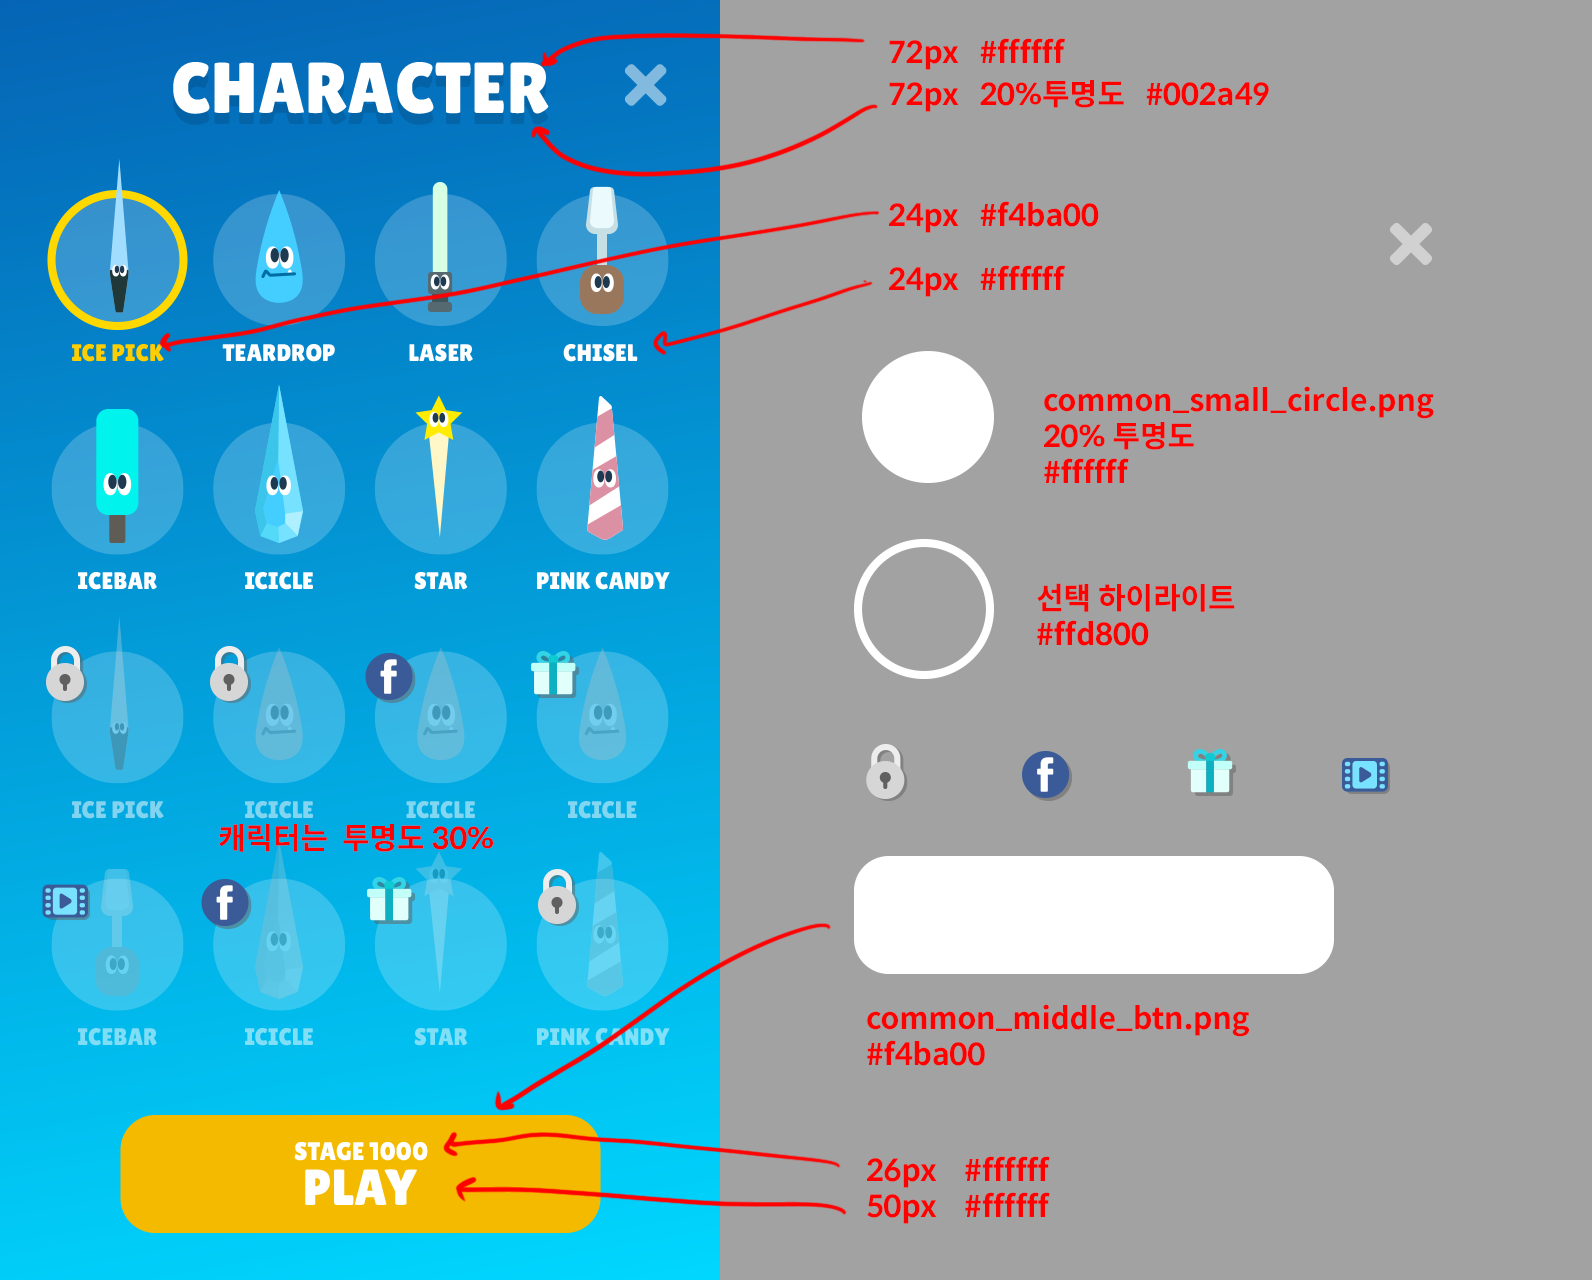 CHARACTER
72px #ffffff
72px 20%투명도 #002a49
24px #f4ba00
24px #ffffff
ICE PICK
TEARDROP
LASER
CHISEL
common_small_circle.png
20% 투명도
#ffffff
ICEBAR
ICICLE
STAR
PINK CANDY
선택 하이라이트
#ffd800
f
f
ICE PICK
ICICLE
ICICLE
ICICLE
캐릭터는 투명도 30%
f
ICEBAR
ICICLE
STAR
PINK CANDY
common_middle_btn.png
#f4ba00
STAGE 1000
PLAY
26px #ffffff
50px #ffffff